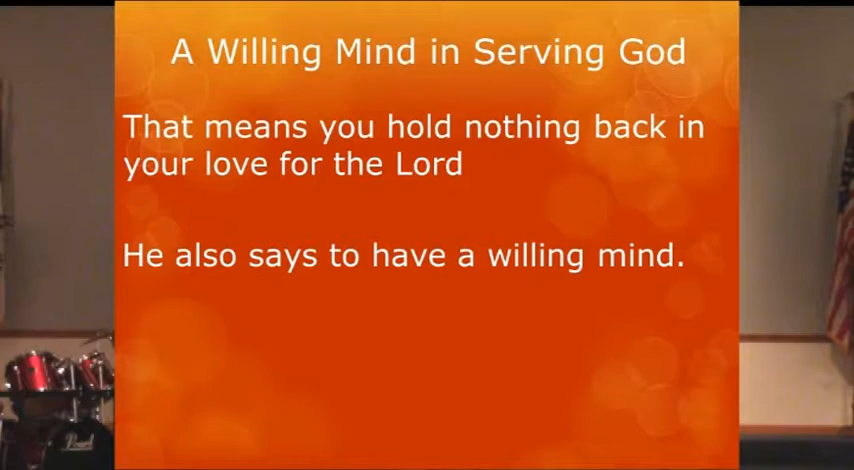 A Willing Mind in Serving God
That means you hold nothing back in
your love for the Lord
He also says to have a willing mind.
Pearl